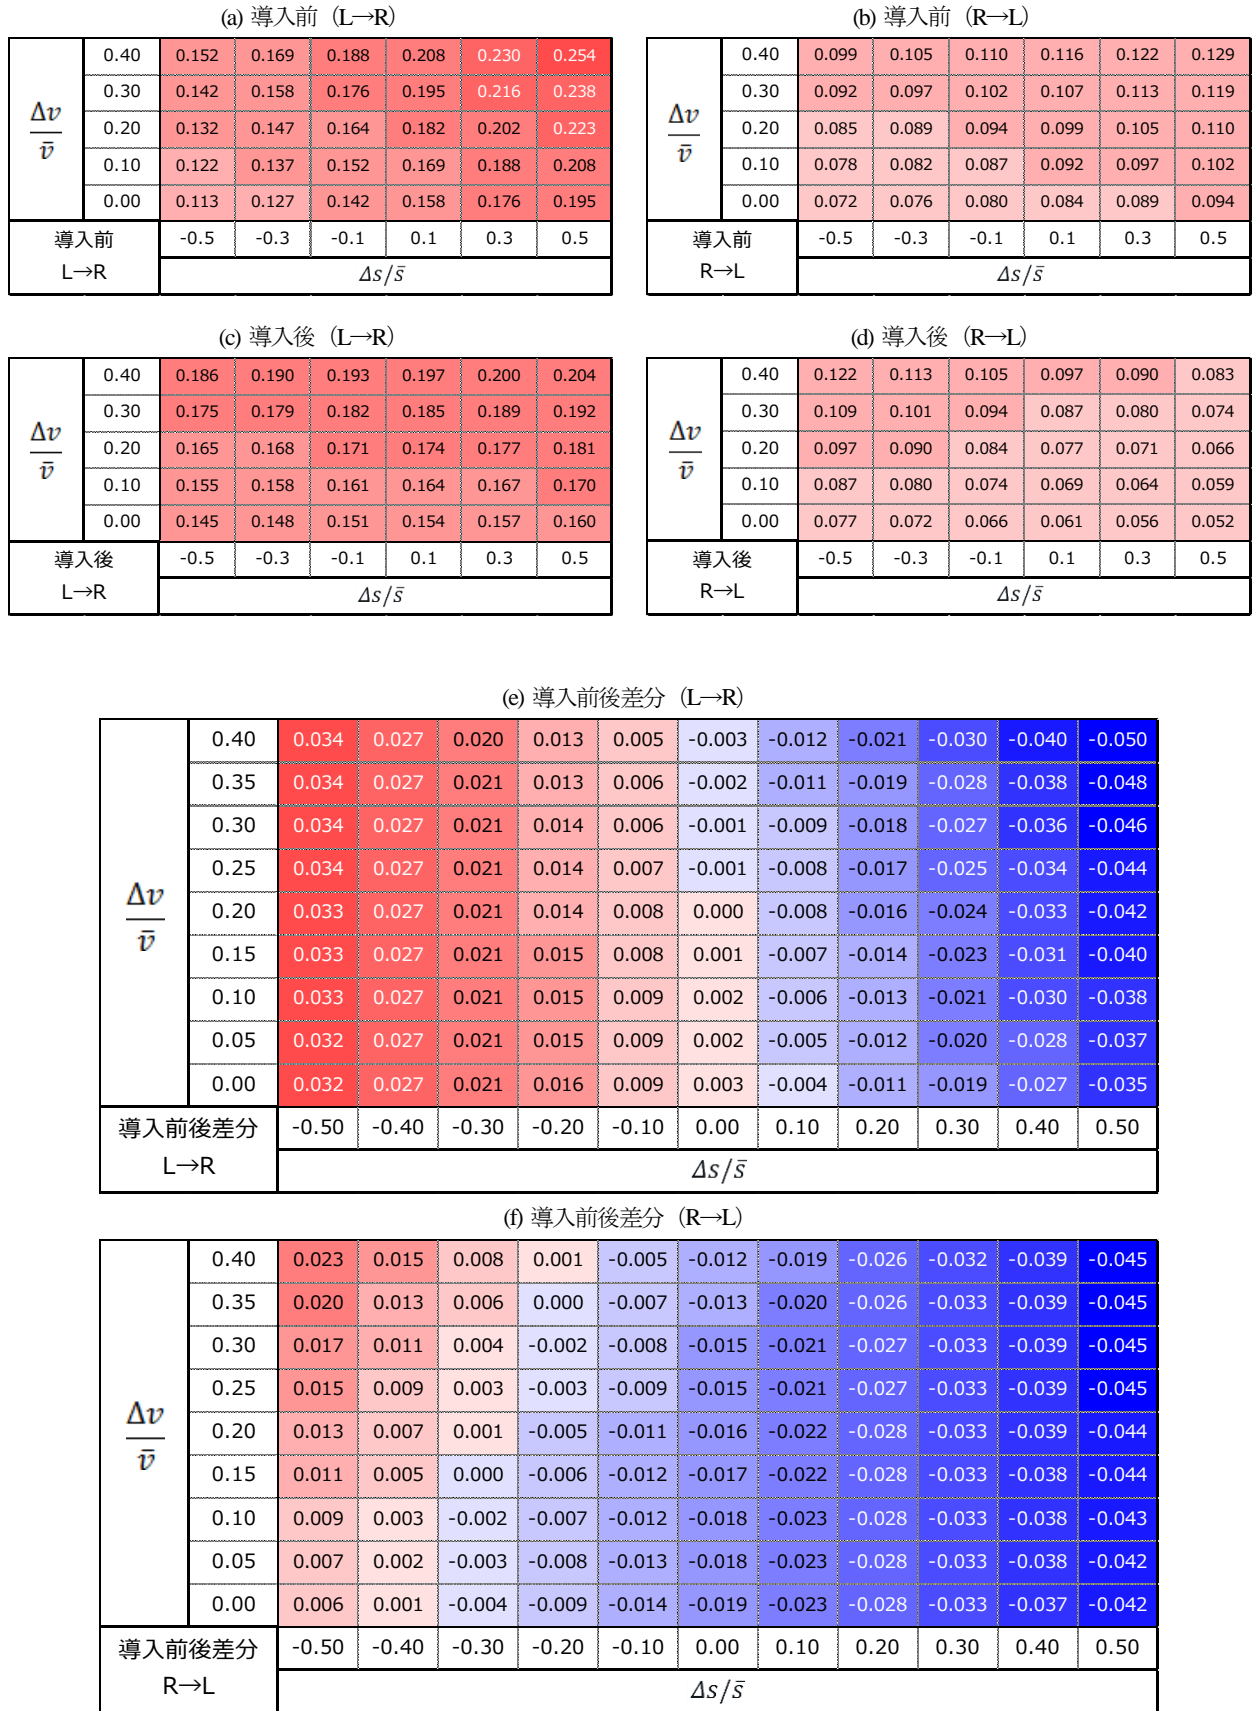 (a) 導入前（L→R）
0.40 0.152 0.169 0.188 0.208 0.230 0.254
0.30 0.142 0.158 0.176 0.195 0.216 0.238
Δv/v̄ 0.20 0.132 0.147 0.164 0.182 0.202 0.223
0.10 0.122 0.137 0.152 0.169 0.188 0.208
0.00 0.113 0.127 0.142 0.158 0.176 0.195
導入前 -0.5 -0.3 -0.1 0.1 0.3 0.5
L→R Δs/s̄
(b) 導入前（R→L）
0.40 0.099 0.105 0.110 0.116 0.122 0.129
0.30 0.092 0.097 0.102 0.107 0.113 0.119
Δv/v̄ 0.20 0.085 0.089 0.094 0.099 0.105 0.110
0.10 0.078 0.082 0.087 0.092 0.097 0.102
0.00 0.072 0.076 0.080 0.084 0.089 0.094
導入前 -0.5 -0.3 -0.1 0.1 0.3 0.5
R→L Δs/s̄
(c) 導入後（L→R）
0.40 0.186 0.190 0.193 0.197 0.200 0.204
0.30 0.175 0.179 0.182 0.185 0.189 0.192
Δv/v̄ 0.20 0.165 0.168 0.171 0.174 0.177 0.181
0.10 0.155 0.158 0.161 0.164 0.167 0.170
0.00 0.145 0.148 0.151 0.154 0.157 0.160
導入後 -0.5 -0.3 -0.1 0.1 0.3 0.5
L→R Δs/s̄
(d) 導入後（R→L）
0.40 0.122 0.113 0.105 0.097 0.090 0.083
0.30 0.109 0.101 0.094 0.087 0.080 0.074
Δv/v̄ 0.20 0.097 0.090 0.084 0.077 0.071 0.066
0.10 0.087 0.080 0.074 0.069 0.064 0.059
0.00 0.077 0.072 0.066 0.061 0.056 0.052
導入後 -0.5 -0.3 -0.1 0.1 0.3 0.5
R→L Δs/s̄
(e) 導入前後差分（L→R）
0.40 0.034 0.027 0.020 0.013 0.005 -0.003 -0.012 -0.021 -0.030 -0.040 -0.050
0.35 0.034 0.027 0.021 0.013 0.006 -0.002 -0.011 -0.019 -0.028 -0.038 -0.048
0.30 0.034 0.027 0.021 0.014 0.006 -0.001 -0.009 -0.018 -0.027 -0.036 -0.046
0.25 0.034 0.027 0.021 0.014 0.007 -0.001 -0.008 -0.017 -0.025 -0.034 -0.044
Δv/v̄ 0.20 0.033 0.027 0.021 0.014 0.008 0.000 -0.008 -0.016 -0.024 -0.033 -0.042
0.15 0.033 0.027 0.021 0.015 0.008 0.001 -0.007 -0.014 -0.023 -0.031 -0.040
0.10 0.033 0.027 0.021 0.015 0.009 0.002 -0.006 -0.013 -0.021 -0.030 -0.038
0.05 0.032 0.027 0.021 0.015 0.009 0.002 -0.005 -0.012 -0.020 -0.028 -0.037
0.00 0.032 0.027 0.021 0.016 0.009 0.003 -0.004 -0.011 -0.019 -0.027 -0.035
導入前後差分 -0.50 -0.40 -0.30 -0.20 -0.10 0.00 0.10 0.20 0.30 0.40 0.50
L→R Δs/s̄
(f) 導入前後差分（R→L）
0.40 0.023 0.015 0.008 0.001 -0.005 -0.012 -0.019 -0.026 -0.032 -0.039 -0.045
0.35 0.020 0.013 0.006 0.000 -0.007 -0.013 -0.020 -0.026 -0.033 -0.039 -0.045
0.30 0.017 0.011 0.004 -0.002 -0.008 -0.015 -0.021 -0.027 -0.033 -0.039 -0.045
0.25 0.015 0.009 0.003 -0.003 -0.009 -0.015 -0.021 -0.027 -0.033 -0.039 -0.045
Δv/v̄ 0.20 0.013 0.007 0.001 -0.005 -0.011 -0.016 -0.022 -0.028 -0.033 -0.039 -0.044
0.15 0.011 0.005 0.000 -0.006 -0.012 -0.017 -0.022 -0.028 -0.033 -0.038 -0.044
0.10 0.009 0.003 -0.002 -0.007 -0.012 -0.018 -0.023 -0.028 -0.033 -0.038 -0.043
0.05 0.007 0.002 -0.003 -0.008 -0.013 -0.018 -0.023 -0.028 -0.033 -0.038 -0.042
0.00 0.006 0.001 -0.004 -0.009 -0.014 -0.019 -0.023 -0.028 -0.033 -0.037 -0.042
導入前後差分 -0.50 -0.40 -0.30 -0.20 -0.10 0.00 0.10 0.20 0.30 0.40 0.50
R→L Δs/s̄